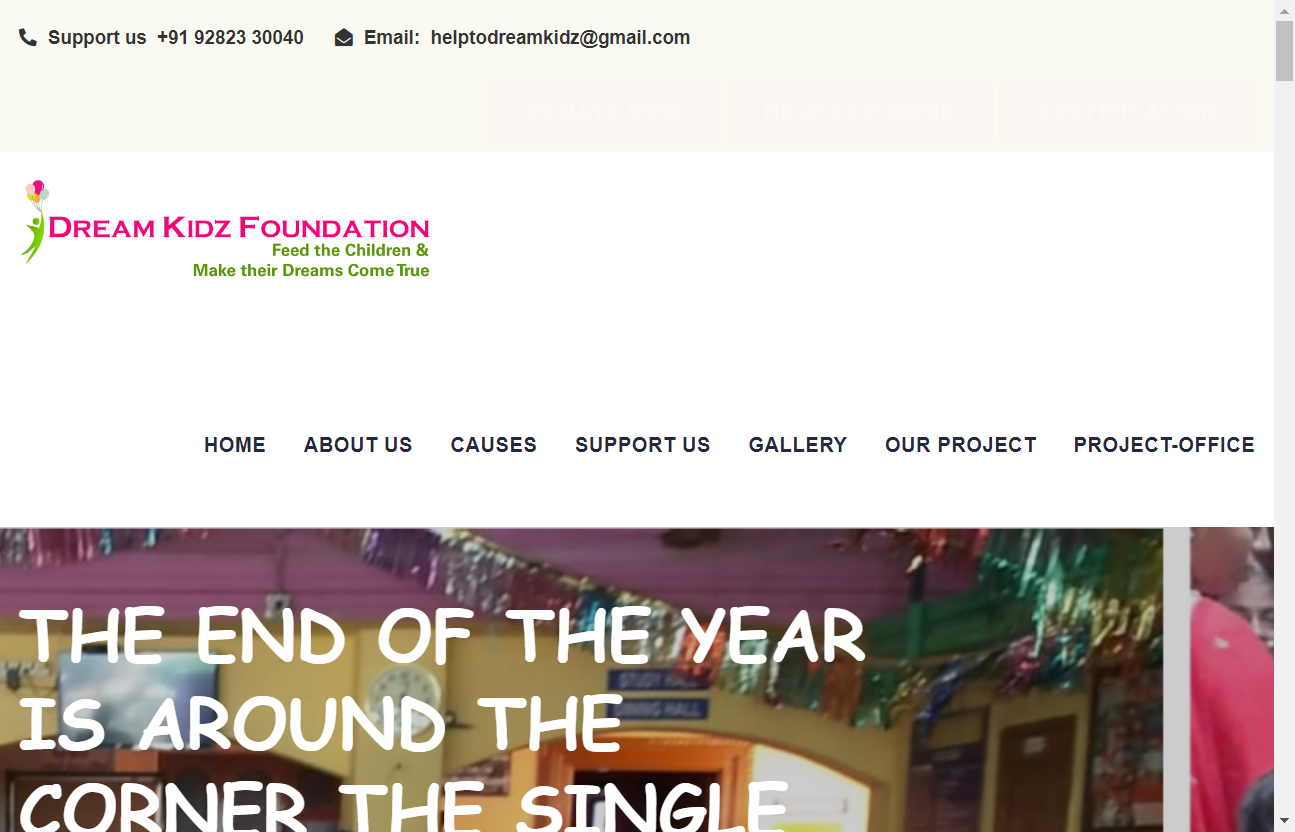 Support us +91 92823 30040 Email: helptodreamkidz@gmail.com
DONATE NOW HELP FOR HOME CERTIFICATION
DREAM KIDZ FOUNDATION
Feed the Children &
Make their Dreams Come True
HOME ABOUT US CAUSES SUPPORT US GALLERY OUR PROJECT PROJECT-OFFICE
THE END OF THE YEAR
STUDY HALL
IS AROUND THE
DINING HALL
CORNER THE SINGLE